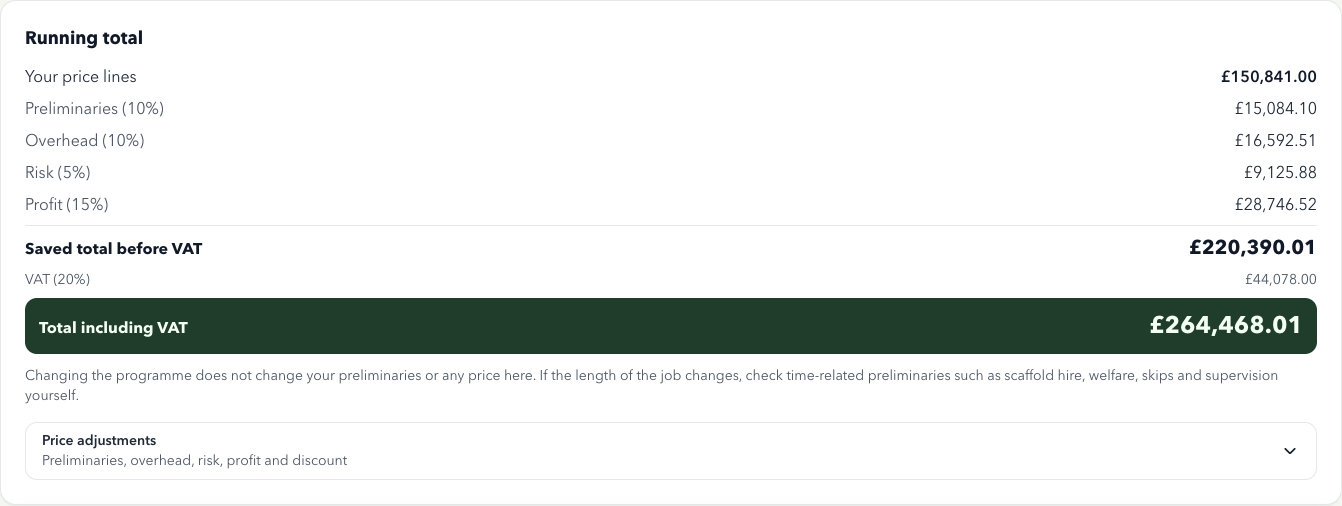 Running total
Your price lines £150,841.00
Preliminaries (10%) £15,084.10
Overhead (10%) £16,592.51
Risk (5%) £9,125.88
Profit (15%) £28,746.52
Saved total before VAT £220,390.01
VAT (20%) £44,078.00
Total including VAT £264,468.01
Changing the programme does not change your preliminaries or any price here. If the length of the job changes, check time-related preliminaries such as scaffold hire, welfare, skips and supervision
yourself.
Price adjustments
Preliminaries, overhead, risk, profit and discount